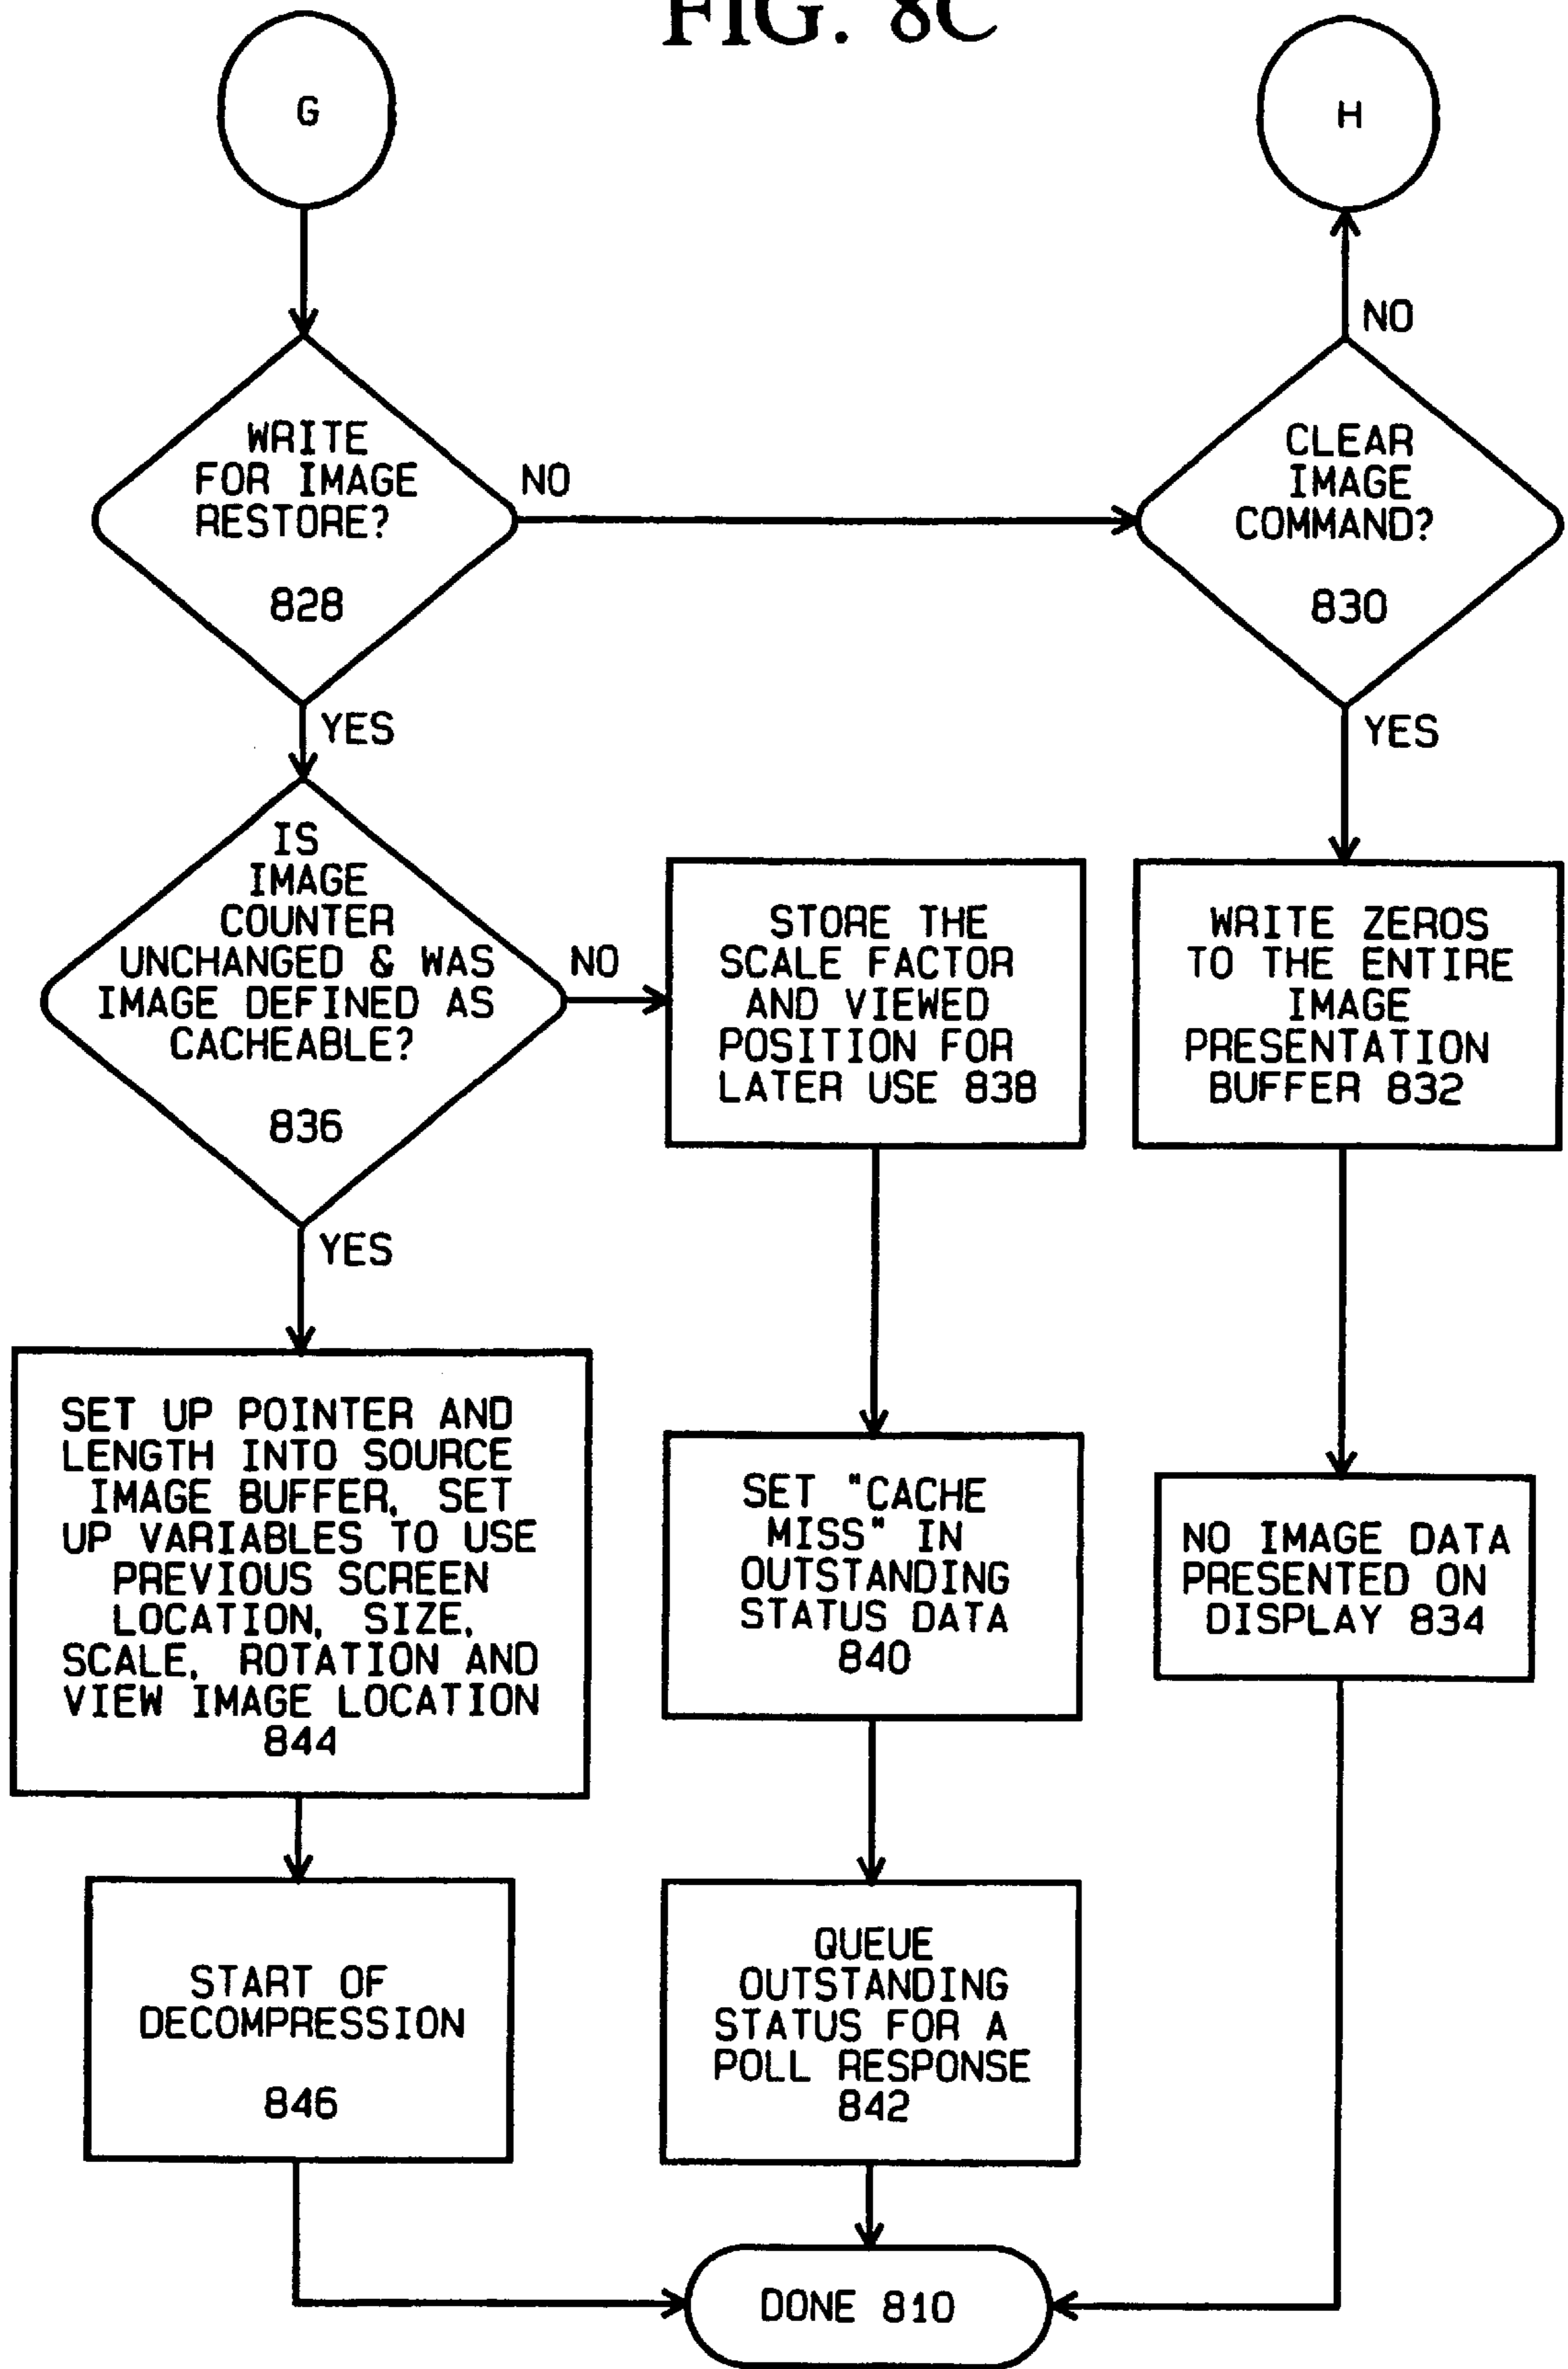 FIG. 8C
G
H
WRITE
FOR IMAGE
RESTORE?
828
NO
CLEAR
IMAGE
COMMAND?
830
NO
YES
YES
IS
IMAGE
COUNTER
UNCHANGED & WAS
IMAGE DEFINED AS
CACHEABLE?
836
NO
YES
STORE THE
SCALE FACTOR
AND VIEWED
POSITION FOR
LATER USE 838
WRITE ZEROS
TO THE ENTIRE
IMAGE
PRESENTATION
BUFFER 832
SET UP POINTER AND
LENGTH INTO SOURCE
IMAGE BUFFER, SET
UP VARIABLES TO USE
PREVIOUS SCREEN
LOCATION, SIZE,
SCALE, ROTATION AND
VIEW IMAGE LOCATION
844
SET "CACHE
MISS" IN
OUTSTANDING
STATUS DATA
840
NO IMAGE DATA
PRESENTED ON
DISPLAY 834
START OF
DECOMPRESSION
846
QUEUE
OUTSTANDING
STATUS FOR A
POLL RESPONSE
842
DONE 810